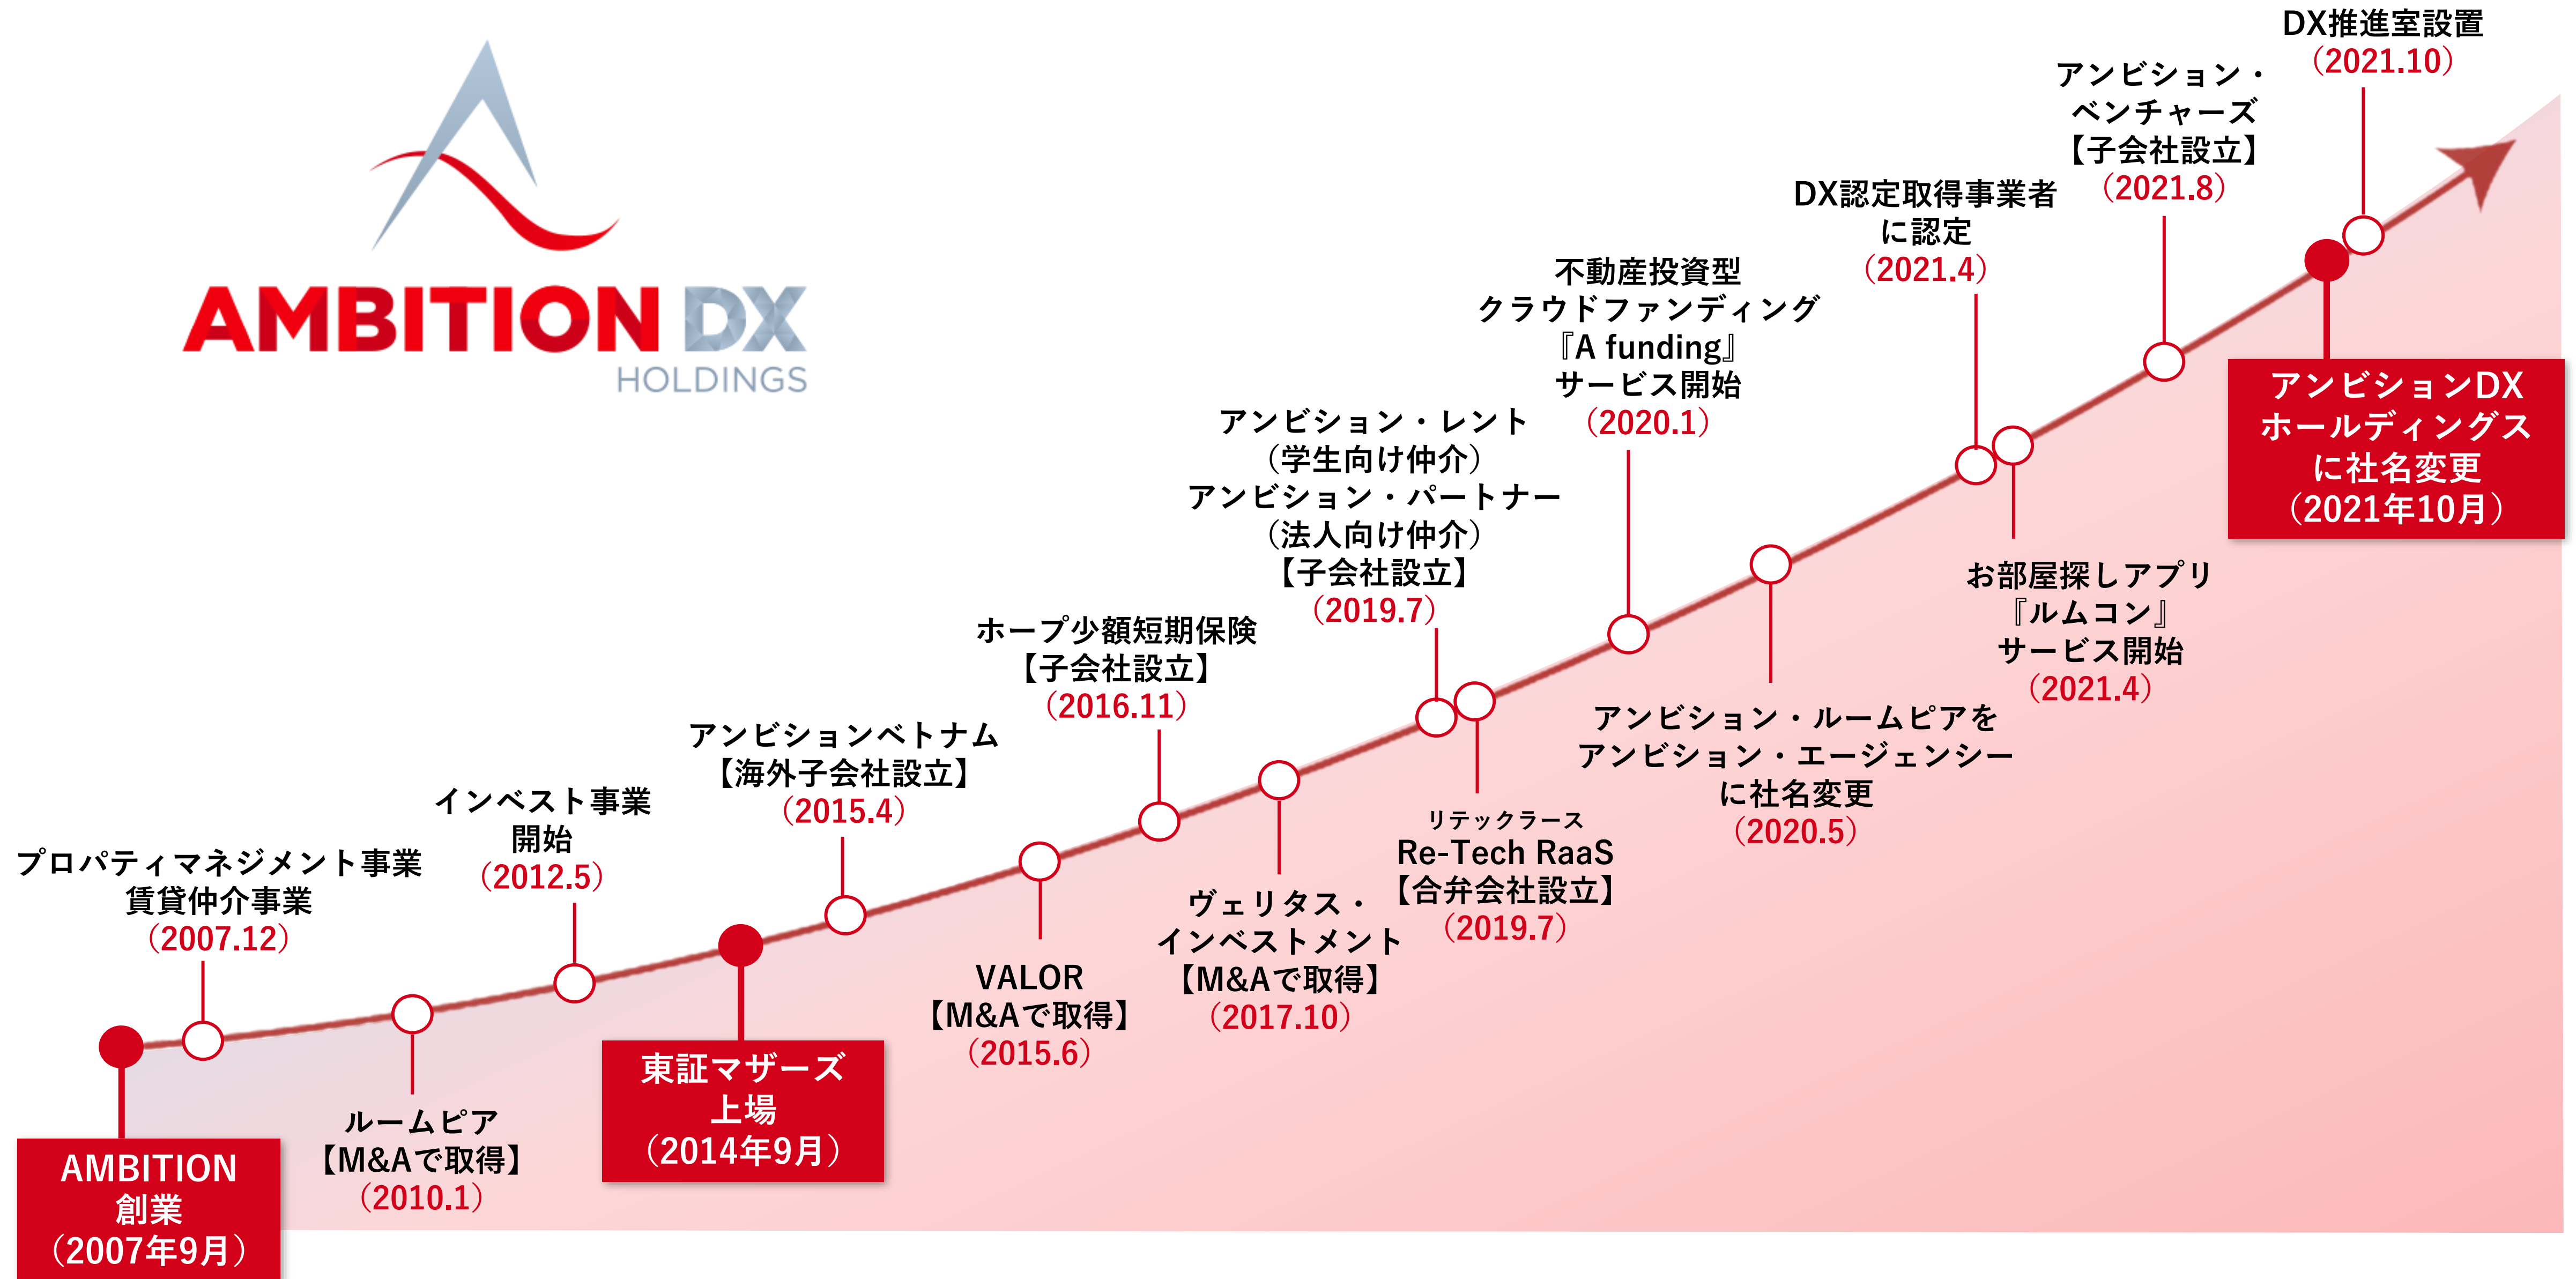 AMBITION DX
HOLDINGS
AMBITION
創業
（2007年9月）
プロパティマネジメント事業
賃貸仲介事業
（2007.12）
ルームピア
【M&Aで取得】
（2010.1）
インベスト事業
開始
（2012.5）
東証マザーズ
上場
（2014年9月）
アンビションベトナム
【海外子会社設立】
（2015.4）
VALOR
【M&Aで取得】
（2015.6）
ホープ少額短期保険
【子会社設立】
（2016.11）
ヴェリタス・
インベストメント
【M&Aで取得】
（2017.10）
アンビション・レント
（学生向け仲介）
アンビション・パートナー
（法人向け仲介）
【子会社設立】
（2019.7）
リテックラース
Re-Tech RaaS
【合弁会社設立】
（2019.7）
不動産投資型
クラウドファンディング
『A funding』
サービス開始
（2020.1）
アンビション・ルームピアを
アンビション・エージェンシー
に社名変更
（2020.5）
DX認定取得事業者
に認定
（2021.4）
お部屋探しアプリ
『ルムコン』
サービス開始
（2021.4）
アンビション・
ベンチャーズ
【子会社設立】
（2021.8）
アンビションDX
ホールディングス
に社名変更
（2021年10月）
DX推進室設置
（2021.10）